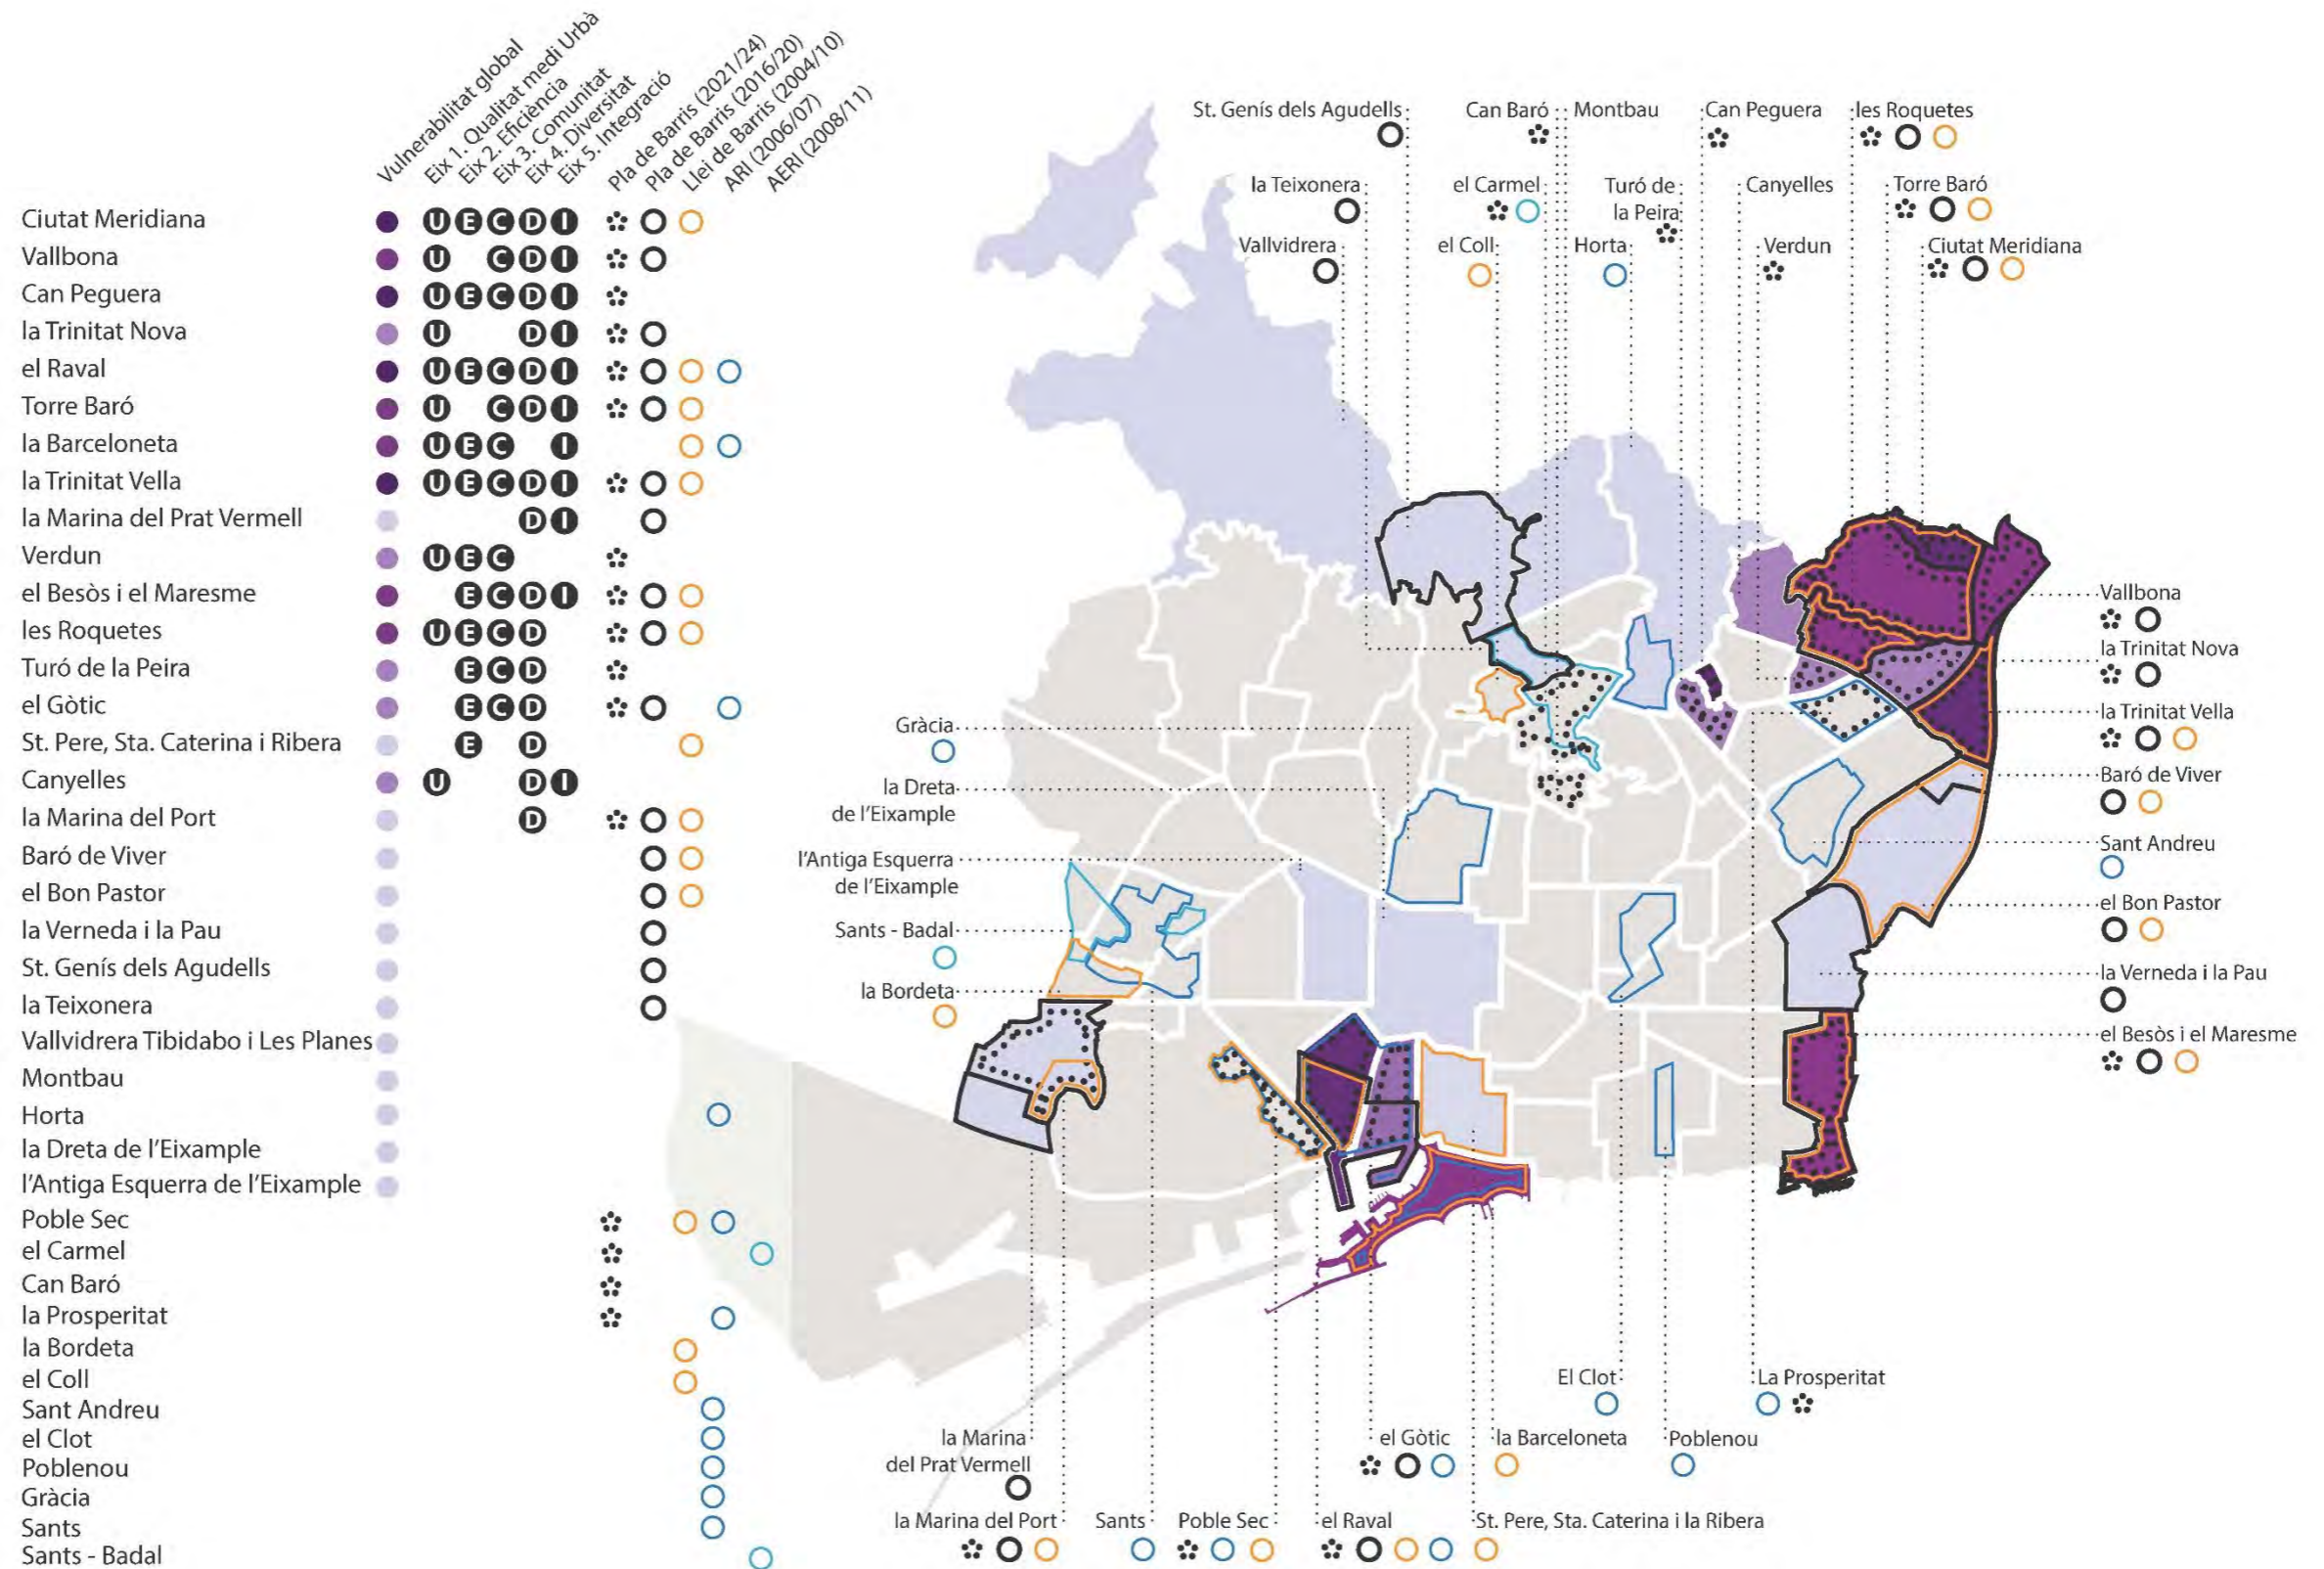 Vulnerabilitat global
Eix 1. Qualitat medi Urbà
Eix 2. Eficiència
Eix 3. Comunitat
Eix 4. Diversitat
Eix 5. Integració
Pla de Barris (2021/24)
Pla de Barris (2016/20)
Llei de Barris (2004/10)
ARI (2006/07)
AERI (2008/11)
Ciutat Meridiana U E C D I
Vallbona U C D I
Can Peguera U E C D I
la Trinitat Nova U D I
el Raval U E C D I
Torre Baró U C D I
la Barceloneta U E C I
la Trinitat Vella U E C D I
la Marina del Prat Vermell D I
Verdun U E C
el Besòs i el Maresme E C D I
les Roquetes U E C D
Turó de la Peira E C D
el Gòtic E C D
St. Pere, Sta. Caterina i Ribera E D
Canyelles U D I
la Marina del Port D
Baró de Viver
el Bon Pastor
la Verneda i la Pau
St. Genís dels Agudells
la Teixonera
Vallvidrera Tibidabo i Les Planes
Montbau
Horta
la Dreta de l'Eixample
l'Antiga Esquerra de l'Eixample
Poble Sec
el Carmel
Can Baró
la Prosperitat
la Bordeta
el Coll
Sant Andreu
el Clot
Poblenou
Gràcia
Sants
Sants - Badal
St. Genís dels Agudells
Can Baró
Montbau
Can Peguera
les Roquetes
la Teixonera
el Carmel
Turó de
la Peira
Canyelles
Torre Baró
Vallvidrera
el Coll
Horta
Verdun
Ciutat Meridiana
Vallbona
la Trinitat Nova
la Trinitat Vella
Baró de Viver
Sant Andreu
el Bon Pastor
la Verneda i la Pau
el Besòs i el Maresme
Gràcia
la Dreta
de l'Eixample
l'Antiga Esquerra
de l'Eixample
Sants - Badal
la Bordeta
El Clot
La Prosperitat
la Marina
del Prat Vermell
el Gòtic
la Barceloneta
Poblenou
la Marina del Port
Sants
Poble Sec
el Raval
St. Pere, Sta. Caterina i la Ribera